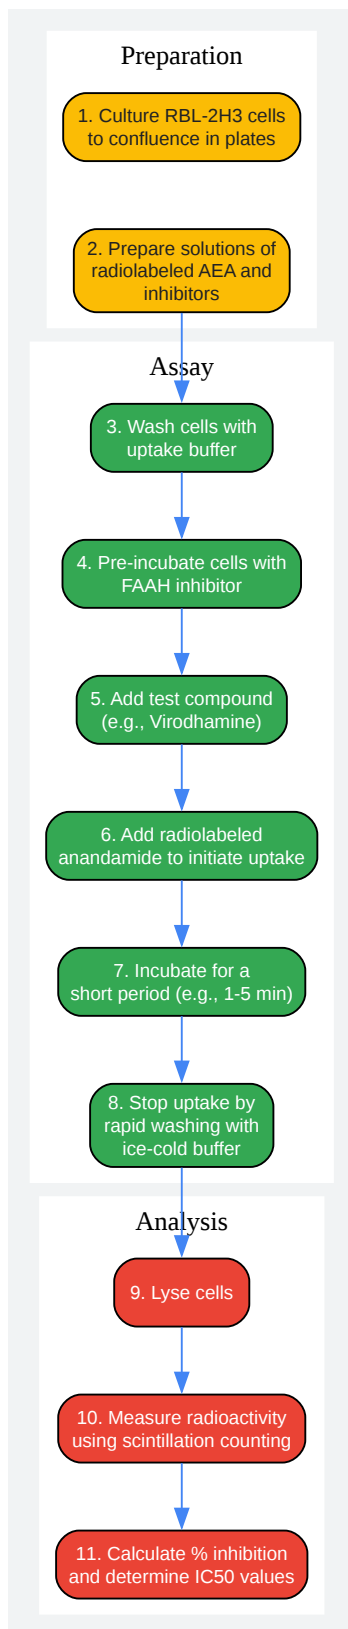 Preparation
1. Culture RBL-2H3 cells
to confluence in plates
2. Prepare solutions of
radiolabeled AEA and
inhibitors
Assay
3. Wash cells with
uptake buffer
4. Pre-incubate cells with
FAAH inhibitor
5. Add test compound
(e.g., Virodhamine)
6. Add radiolabeled
anandamide to initiate uptake
7. Incubate for a
short period (e.g., 1-5 min)
8. Stop uptake by
rapid washing with
ice-cold buffer
Analysis
9. Lyse cells
10. Measure radioactivity
using scintillation counting
11. Calculate % inhibition
and determine IC50 values